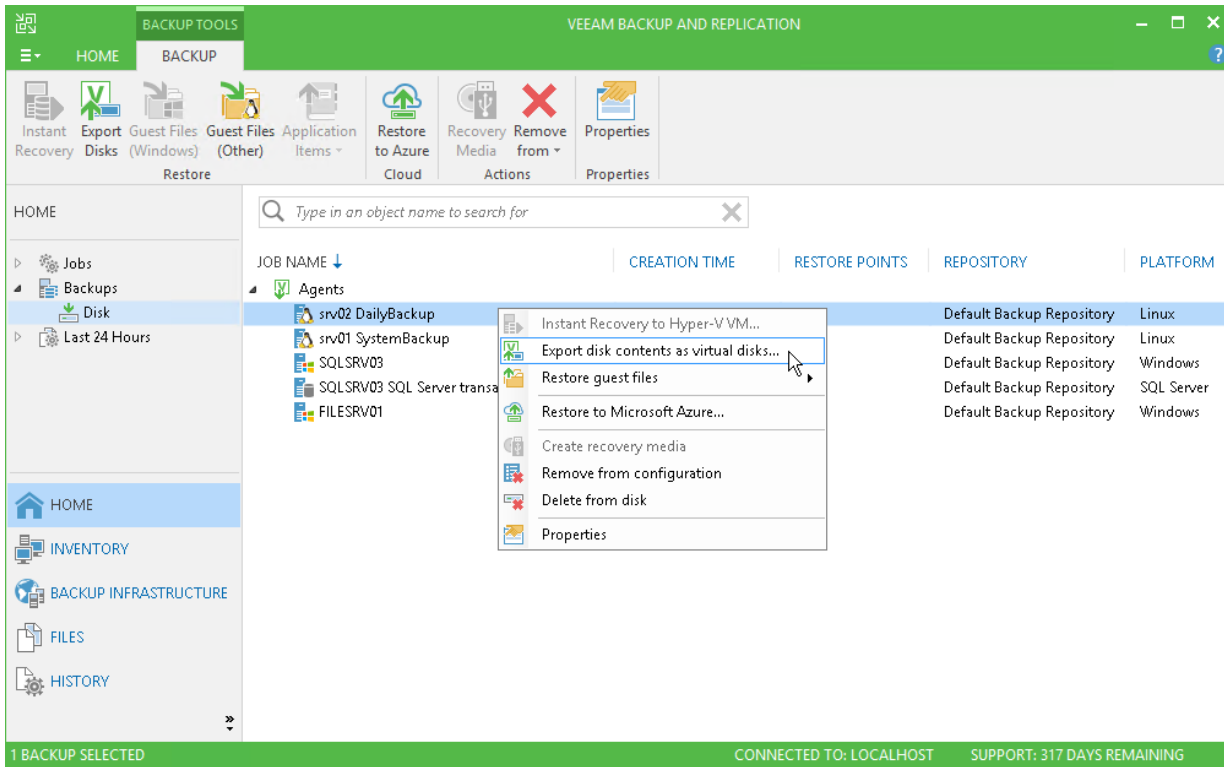 BACKUP TOOLS
VEEAM BACKUP AND REPLICATION
HOME
BACKUP
?
Instant Recovery
Export Disks
Guest Files (Windows)
Guest Files (Other)
Application Items
Restore to Azure
Recovery Media
Remove from
Properties
Restore
Cloud
Actions
Properties
HOME
Type in an object name to search for
Jobs
Backups
Disk
Last 24 Hours
JOB NAME CREATION TIME RESTORE POINTS REPOSITORY PLATFORM
Agents
srv02 DailyBackup Default Backup Repository Linux
srv01 SystemBackup Default Backup Repository Linux
SQLSRV03 Default Backup Repository Windows
SQLSRV03 SQL Server transa Default Backup Repository SQL Server
FILESRV01 Default Backup Repository Windows
Instant Recovery to Hyper-V VM...
Export disk contents as virtual disks...
Restore guest files
Restore to Microsoft Azure...
Create recovery media
Remove from configuration
Delete from disk
Properties
HOME
INVENTORY
BACKUP INFRASTRUCTURE
FILES
HISTORY
1 BACKUP SELECTED
CONNECTED TO: LOCALHOST
SUPPORT: 317 DAYS REMAINING